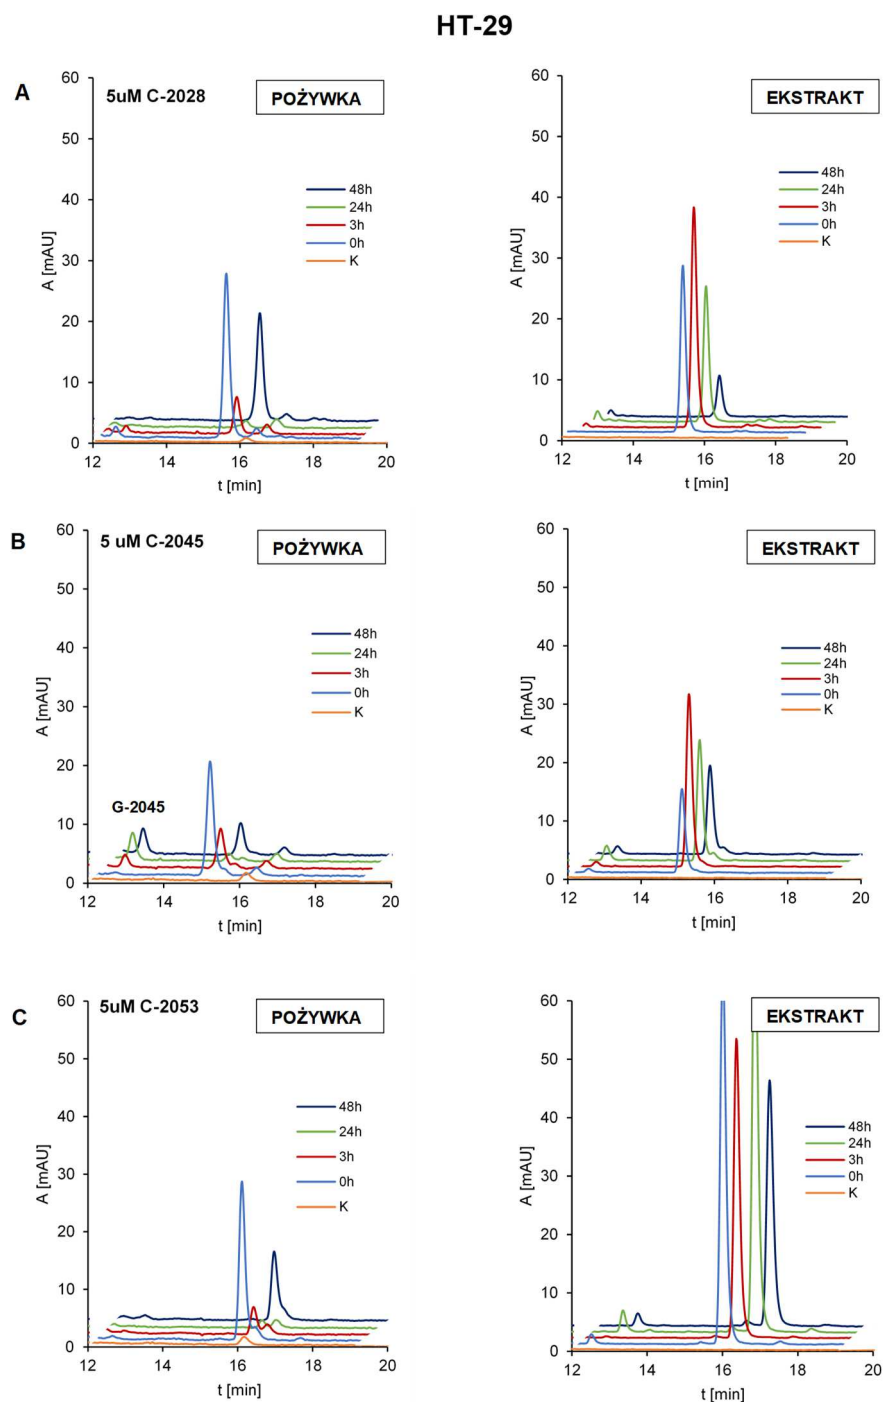 HT-29
A
5uM C-2028
POŻYWKA
A [mAU]
60
50
40
30
20
10
0
48h
24h
3h
0h
K
12
14
16
18
20
t [min]
EKSTRAKT
A [mAU]
60
50
40
30
20
10
0
48h
24h
3h
0h
K
12
14
16
18
20
t [min]
B
5 uM C-2045
POŻYWKA
A [mAU]
60
50
40
30
20
10
0
48h
24h
3h
0h
K
G-2045
12
14
16
18
20
t [min]
EKSTRAKT
A [mAU]
60
50
40
30
20
10
0
48h
24h
3h
0h
K
12
14
16
18
20
t [min]
C
5uM C-2053
POŻYWKA
A [mAU]
60
50
40
30
20
10
0
48h
24h
3h
0h
K
12
14
16
18
20
t [min]
EKSTRAKT
A [mAU]
60
50
40
30
20
10
0
48h
24h
3h
0h
K
12
14
16
18
20
t [min]